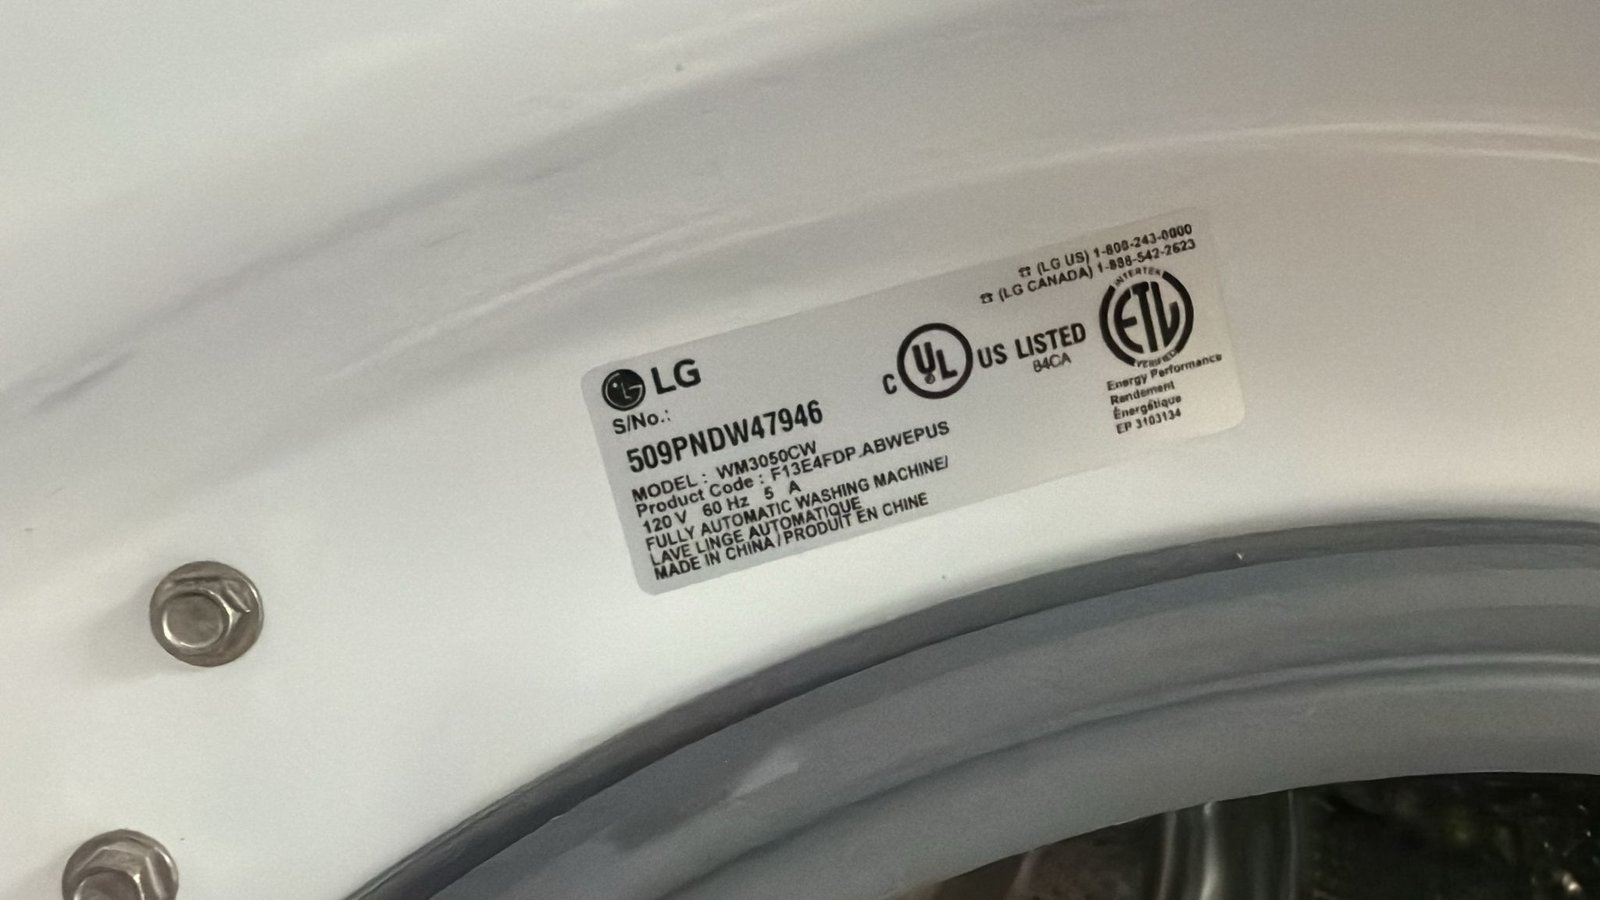 LG
S/No.:
509PNDW47946
MODEL : WM3050CW
Product Code : F13E4FDP.ABWEPUS
120 V 60 Hz 5 A
FULLY AUTOMATIC WASHING MACHINE/
LAVE LINGE AUTOMATIQUE
MADE IN CHINA / PRODUIT EN CHINE
☎ (LG US) 1-800-243-0000
☎ (LG CANADA) 1-888-542-2623
C UL US LISTED
84CA
INTERTEK
ETL
VERIFIED
Energy Performance
Rendement
Énergétique
EP 3103134